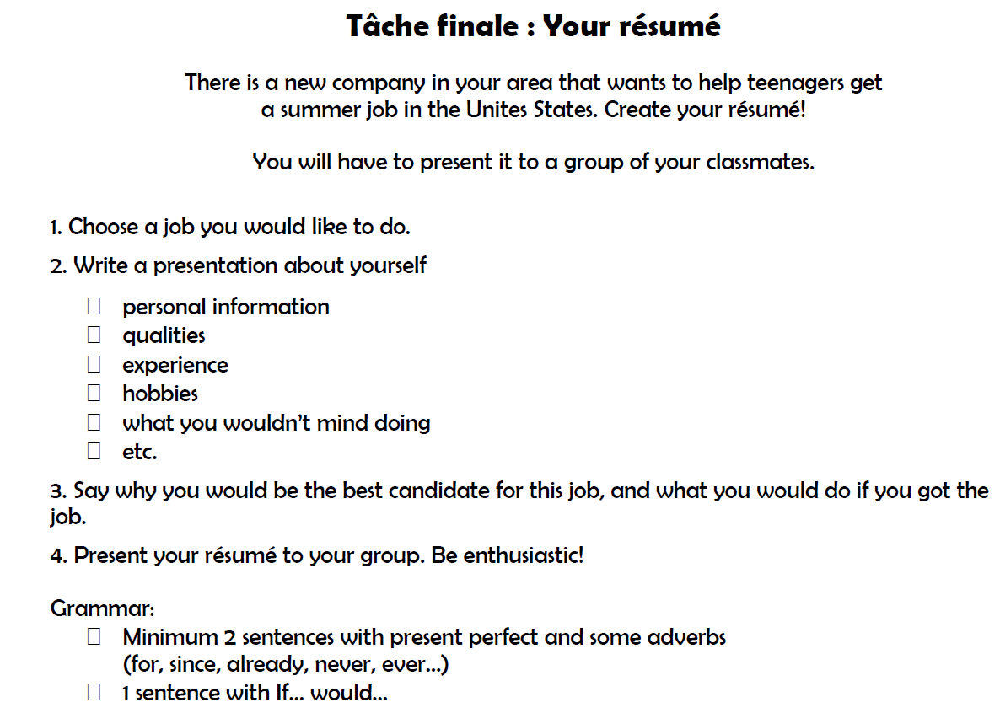 Tâche finale : Your résumé
There is a new company in your area that wants to help teenagers get
a summer job in the Unites States. Create your résumé!
You will have to present it to a group of your classmates.
1. Choose a job you would like to do.
2. Write a presentation about yourself
personal information
qualities
experience
hobbies
what you wouldn't mind doing
etc.
3. Say why you would be the best candidate for this job, and what you would do if you got the
job.
4. Present your résumé to your group. Be enthusiastic!
Grammar:
Minimum 2 sentences with present perfect and some adverbs
(for, since, already, never, ever...)
1 sentence with If... would...